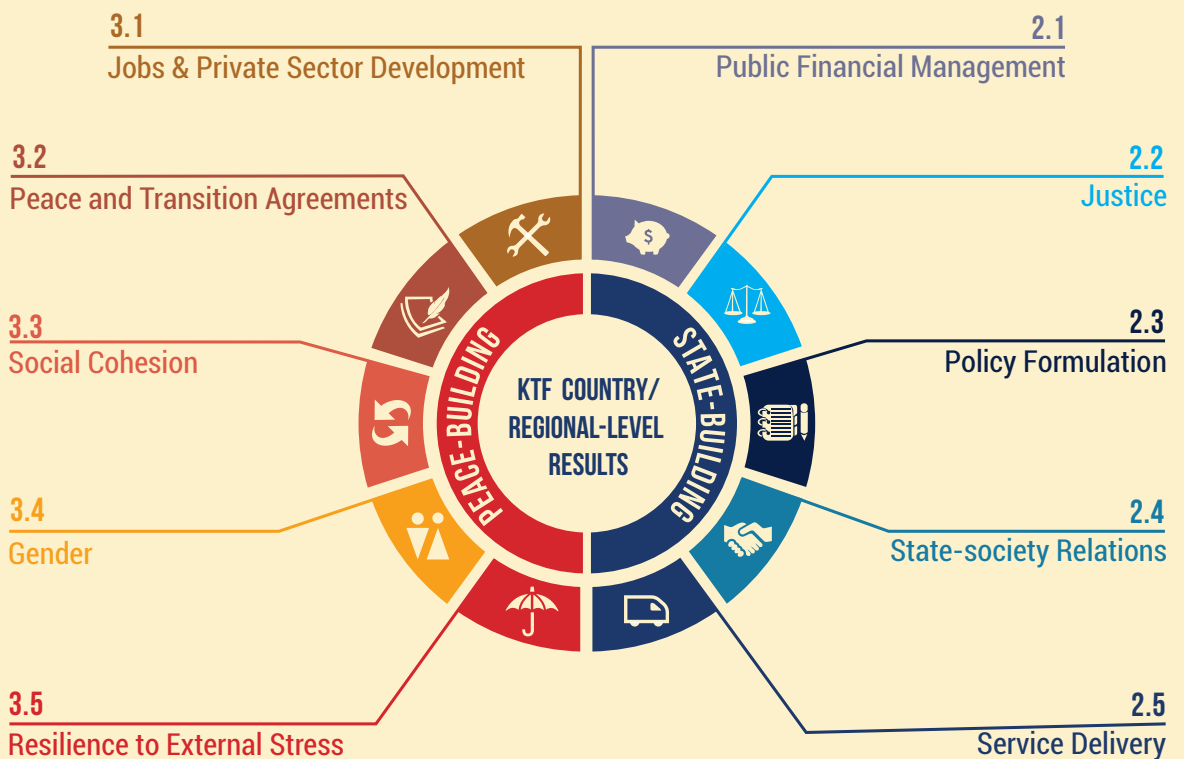 3.1
Jobs & Private Sector Development
3.2
Peace and Transition Agreements
3.3
Social Cohesion
3.4
Gender
3.5
Resilience to External Stress
2.1
Public Financial Management
2.2
Justice
2.3
Policy Formulation
2.4
State-society Relations
2.5
Service Delivery
$
PEACE-BUILDING
STATE-BUILDING
KTF COUNTRY/
REGIONAL-LEVEL
RESULTS